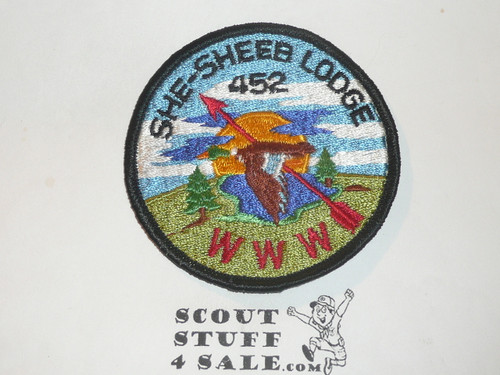 SHE-SHEEB LODGE
452
WWW
SCOUT
STUFF
4 SALE.COM